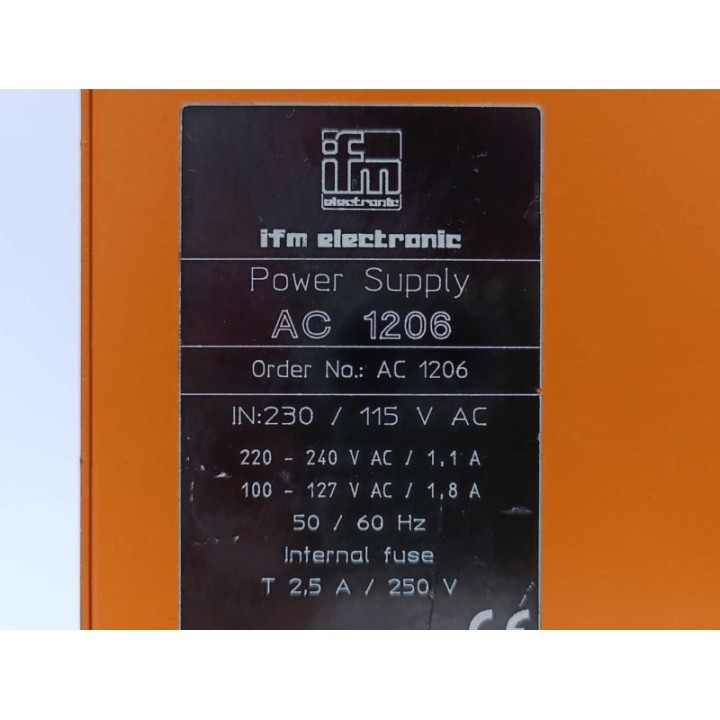 ifm
electronic
ifm electronic
Power Supply
AC 1206
Order No.: AC 1206
IN:230 / 115 V AC
220 - 240 V AC / 1,1 A
100 - 127 V AC / 1,8 A
50 / 60 Hz
Internal fuse
T 2,5 A / 250 V
CE